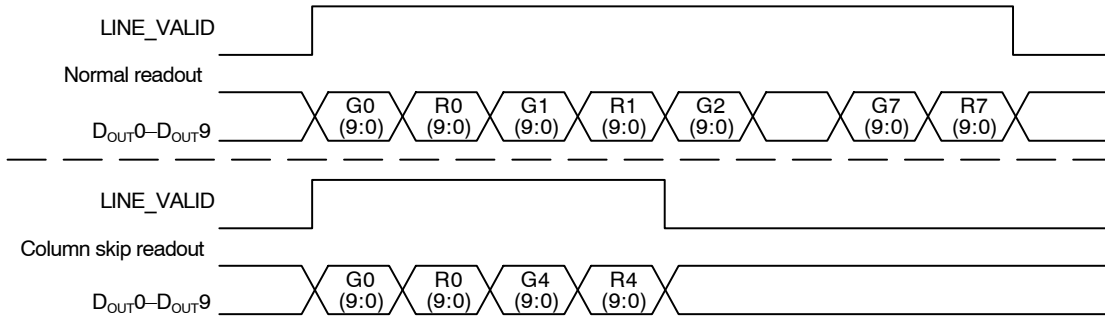 LINE_VALID
Normal readout
G0 R0 G1 R1 G2 G7 R7
(9:0) (9:0) (9:0) (9:0) (9:0) (9:0) (9:0)
DOUT0–DOUT9
LINE_VALID
Column skip readout
G0 R0 G4 R4
(9:0) (9:0) (9:0) (9:0)
DOUT0–DOUT9